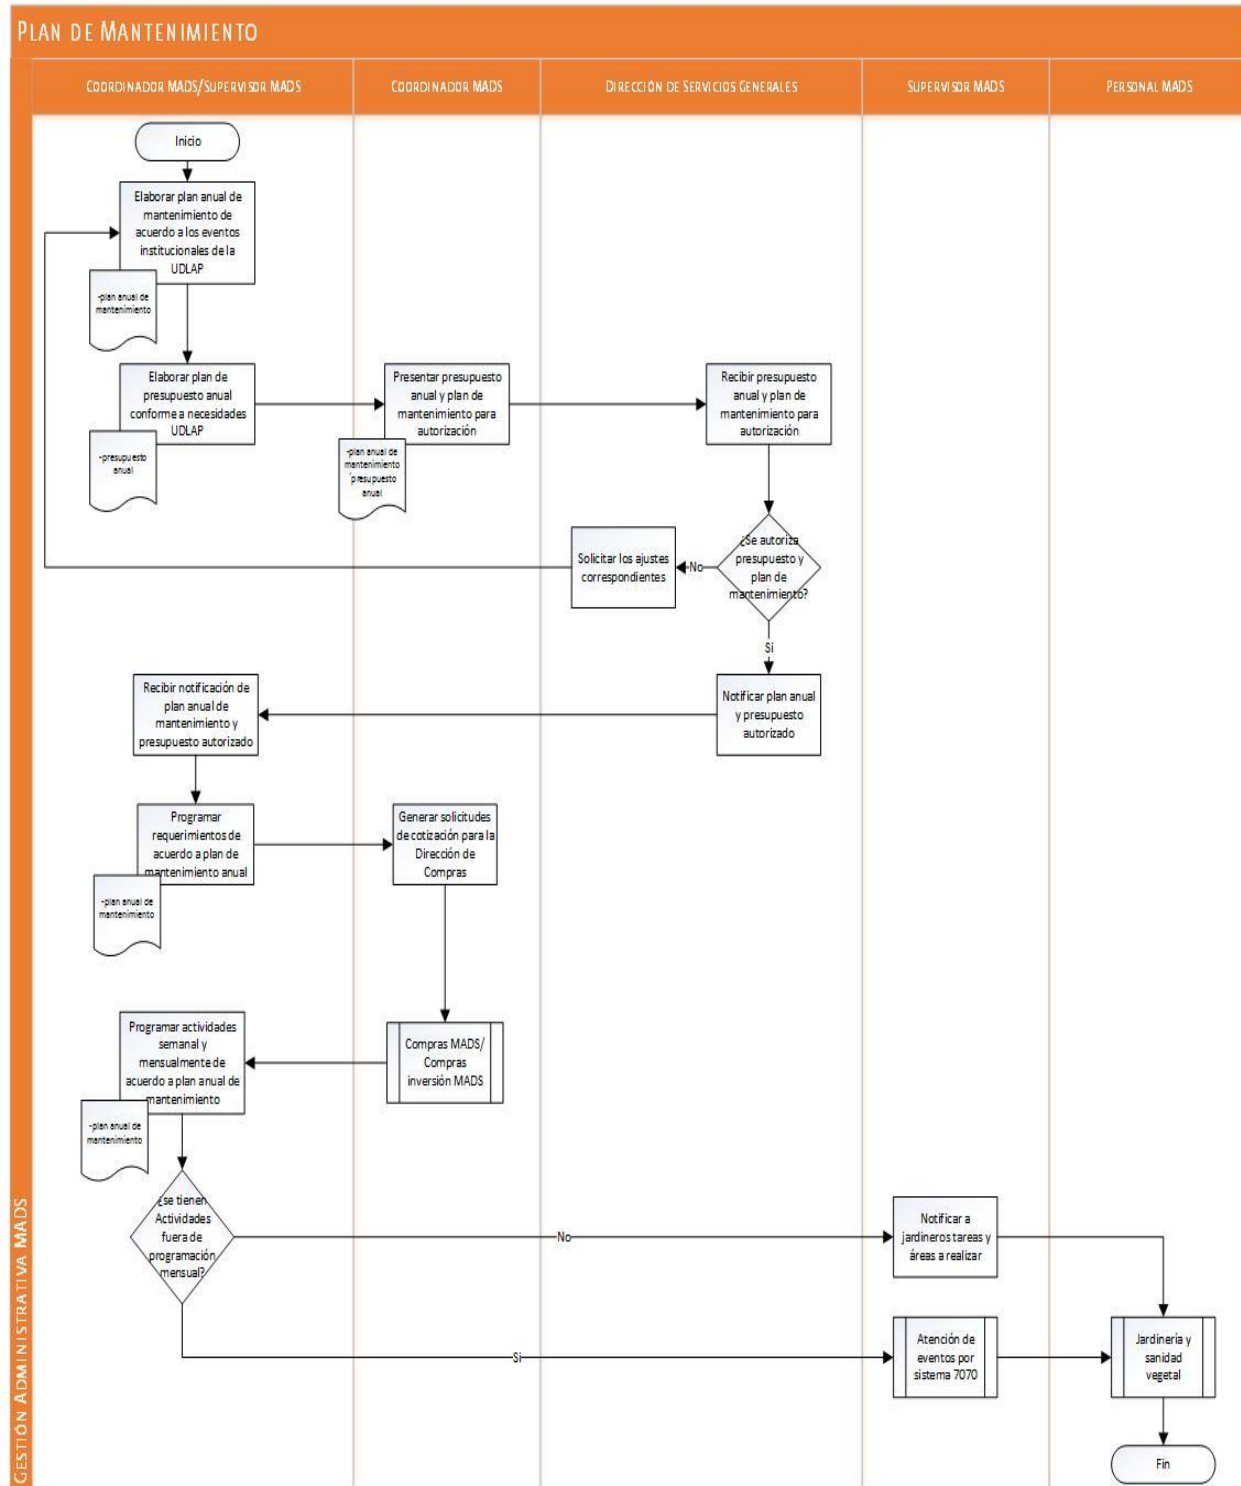 PLAN DE MANTENIMIENTO
COORDINADOR MADS/SUPERVISOR MADS
COORDINADOR MADS
DIRECCIÓN DE SERVICIOS GENERALES
SUPERVISOR MADS
PERSONAL MADS
GESTIÓN ADMINISTRATIVA MADS
Inicio
Elaborar plan anual de
mantenimiento de
acuerdo a los eventos
institucionales de la
UDLAP
-plan anual de
mantenimiento
Elaborar plan de
presupuesto anual
conforme a necesidades
UDLAP
-presupuesto
anual
Presentar presupuesto
anual y plan de
mantenimiento para
autorización
-plan anual de
mantenimiento
´presupuesto
anual
Recibir presupuesto
anual y plan de
mantenimiento para
autorización
¿Se autoriza
presupuesto y
plan de
mantenimiento?
No
Solicitar los ajustes
correspondientes
Si
Notificar plan anual
y presupuesto
autorizado
Recibir notificación de
plan anual de
mantenimiento y
presupuesto autorizado
Programar
requerimientos de
acuerdo a plan de
mantenimiento anual
-plan anual de
mantenimiento
Generar solicitudes
de cotización para la
Dirección de
Compras
Compras MADS/
Compras
inversión MADS
Programar actividades
semanal y
mensualmente de
acuerdo a plan anual de
mantenimiento
-plan anual de
mantenimiento
¿se tienen
Actividades
fuera de
programación
mensual?
No
Notificar a
jardineros tareas y
áreas a realizar
Si
Atención de
eventos por
sistema 7070
Jardinería y
sanidad
vegetal
Fin